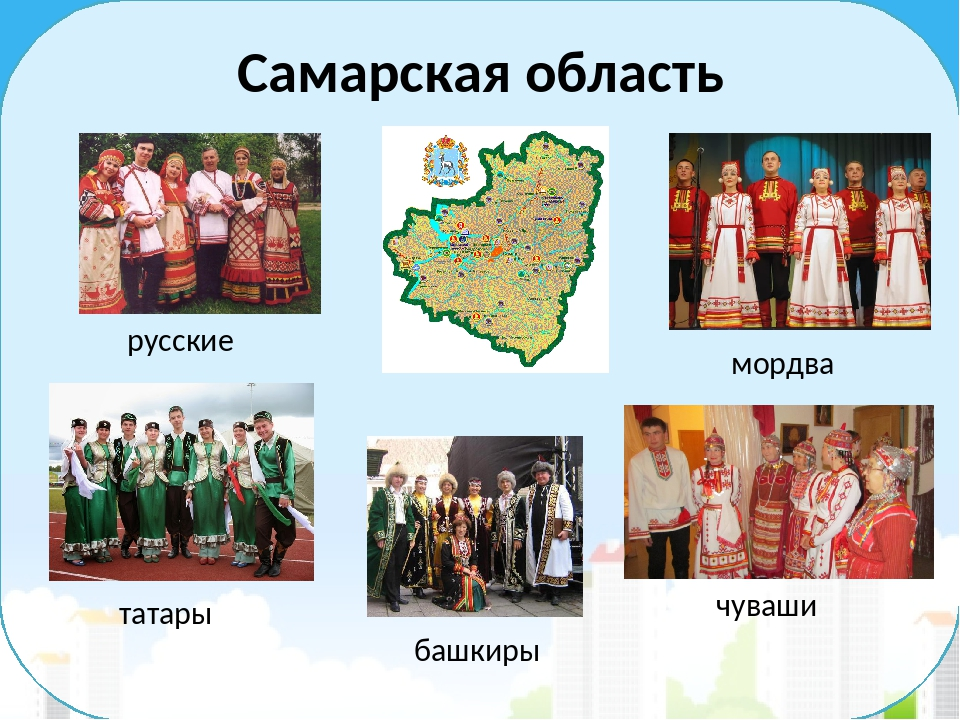 Самарская область
русские
мордва
татары
чуваши
башкиры